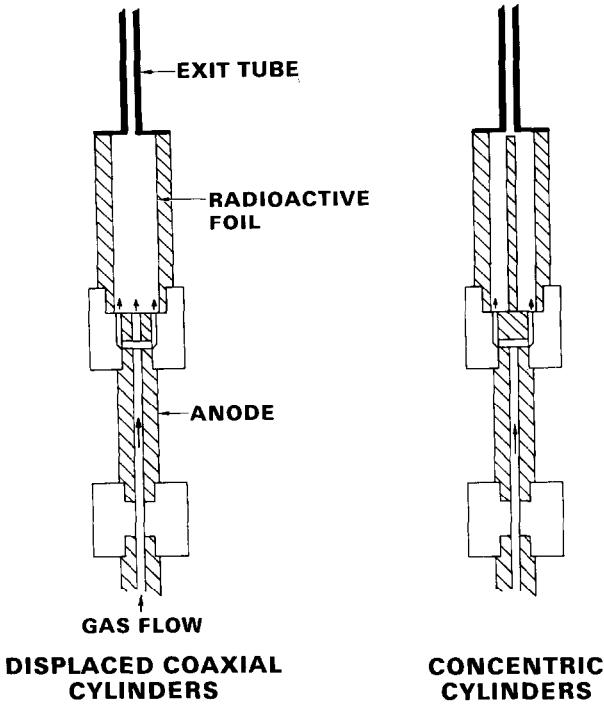 EXIT TUBE
RADIOACTIVE
FOIL
ANODE
GAS FLOW
DISPLACED COAXIAL
CYLINDERS
CONCENTRIC
CYLINDERS